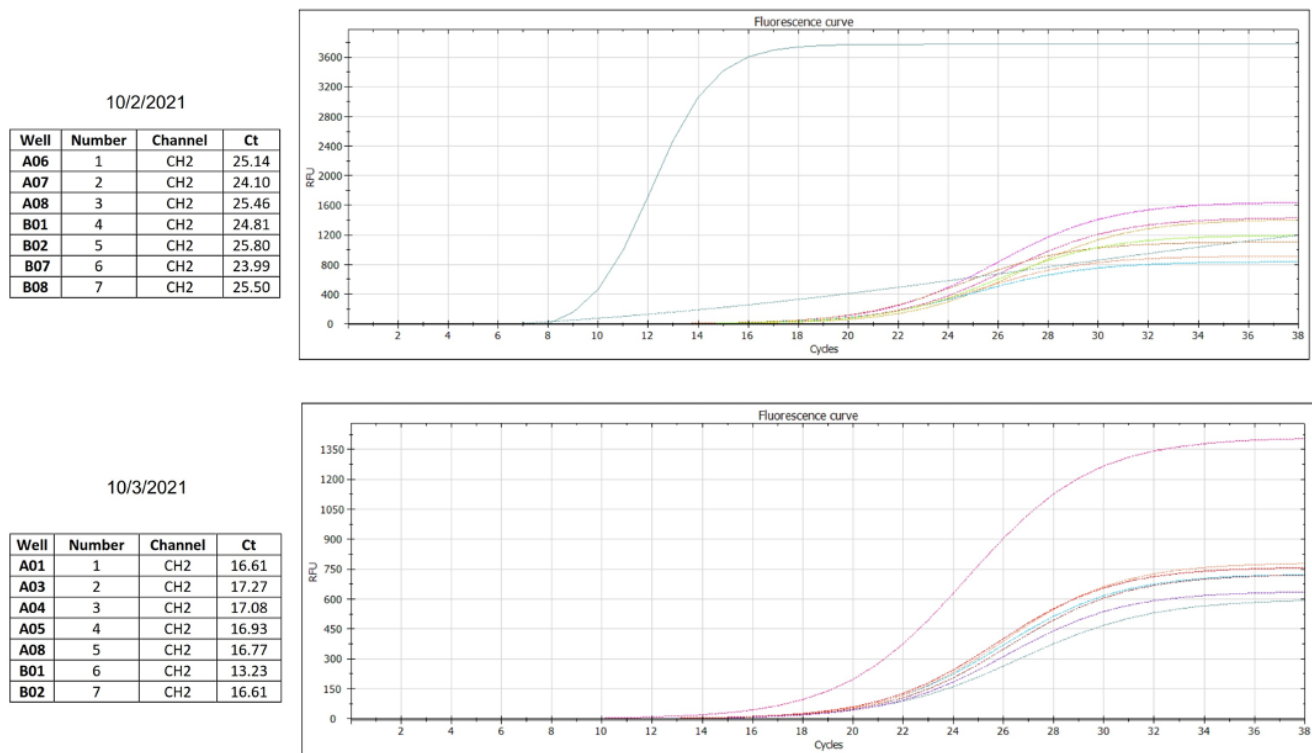 Fluorescence curve
3600
3200
2800
2400
2000
1600
1200
800
400
0
RFU
2 4 6 8 10 12 14 16 18 20 22 24 26 28 30 32 34 36 38
Cycles
10/2/2021
Well Number Channel Ct
A06 1 CH2 25.14
A07 2 CH2 24.10
A08 3 CH2 25.46
B01 4 CH2 24.81
B02 5 CH2 25.80
B07 6 CH2 23.99
B08 7 CH2 25.50
Fluorescence curve
1350
1200
1050
900
750
600
450
300
150
0
RFU
2 4 6 8 10 12 14 16 18 20 22 24 26 28 30 32 34 36 38
Cycles
10/3/2021
Well Number Channel Ct
A01 1 CH2 16.61
A03 2 CH2 17.27
A04 3 CH2 17.08
A05 4 CH2 16.93
A08 5 CH2 16.77
B01 6 CH2 13.23
B02 7 CH2 16.61